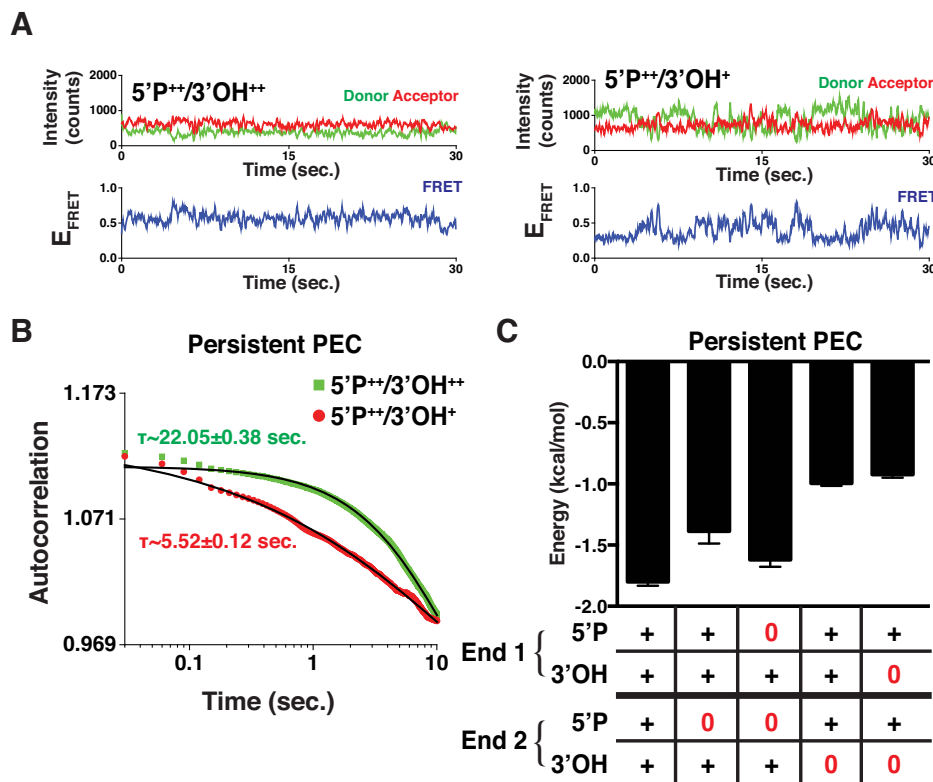 A
5'P++/3'OH++
Donor Acceptor
Intensity
(counts)
2000
1000
0
0
15
30
Time (sec.)
FRET
EFRET
1.0
0.5
0.0
0
15
30
Time (sec.)
5'P++/3'OH+
Donor Acceptor
Intensity
(counts)
2000
1000
0
0
15
30
Time (sec.)
FRET
EFRET
1.0
0.5
0.0
0
15
30
Time (sec.)
B
Persistent PEC
5'P++/3'OH++
5'P++/3'OH+
τ~22.05±0.38 sec.
τ~5.52±0.12 sec.
Autocorrelation
1.173
1.071
0.969
0.1
1
10
Time (sec.)
C
Persistent PEC
Energy (kcal/mol)
0.0
-0.5
-1.0
-1.5
-2.0
End 1 {
5'P + + 0 + +
3'OH + + + + 0
End 2 {
5'P + 0 0 + +
3'OH + + + 0 0